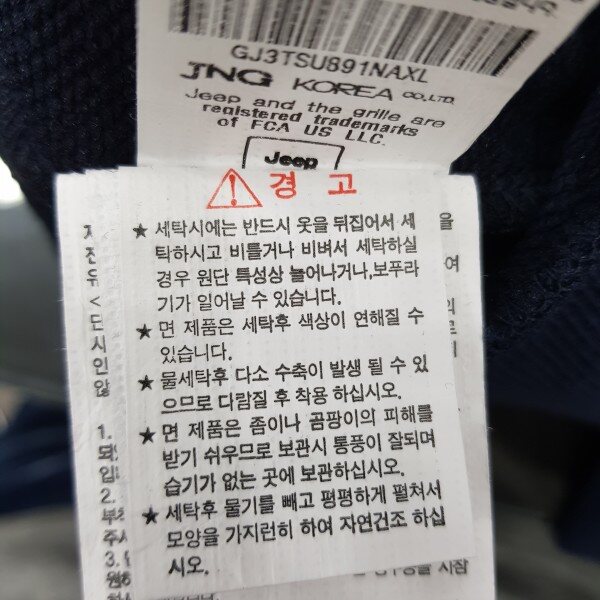 GJ3TSU891NAXL
JNG KOREA CO.,LTD.
Jeep and the grille are
registered trademarks
of FCA US LLC.
Jeep
경 고
★ 세탁시에는 반드시 옷을 뒤집어서 세
탁하시고 비틀거나 비벼서 세탁하실
경우 원단 특성상 늘어나거나,보푸라
기가 일어날 수 있습니다.
★ 면 제품은 세탁후 색상이 연해질 수
있습니다.
★ 물세탁후 다소 수축이 발생 될 수 있
으므로 다람질 후 착용 하십시오.
★ 면 제품은 좀이나 곰팡이의 피해를
받기 쉬우므로 보관시 통풍이 잘되며
습기가 없는 곳에 보관하십시오.
★ 세탁후 물기를 빼고 평평하게 펼쳐서
모양을 가지런히 하여 자연건조 하십
시오.